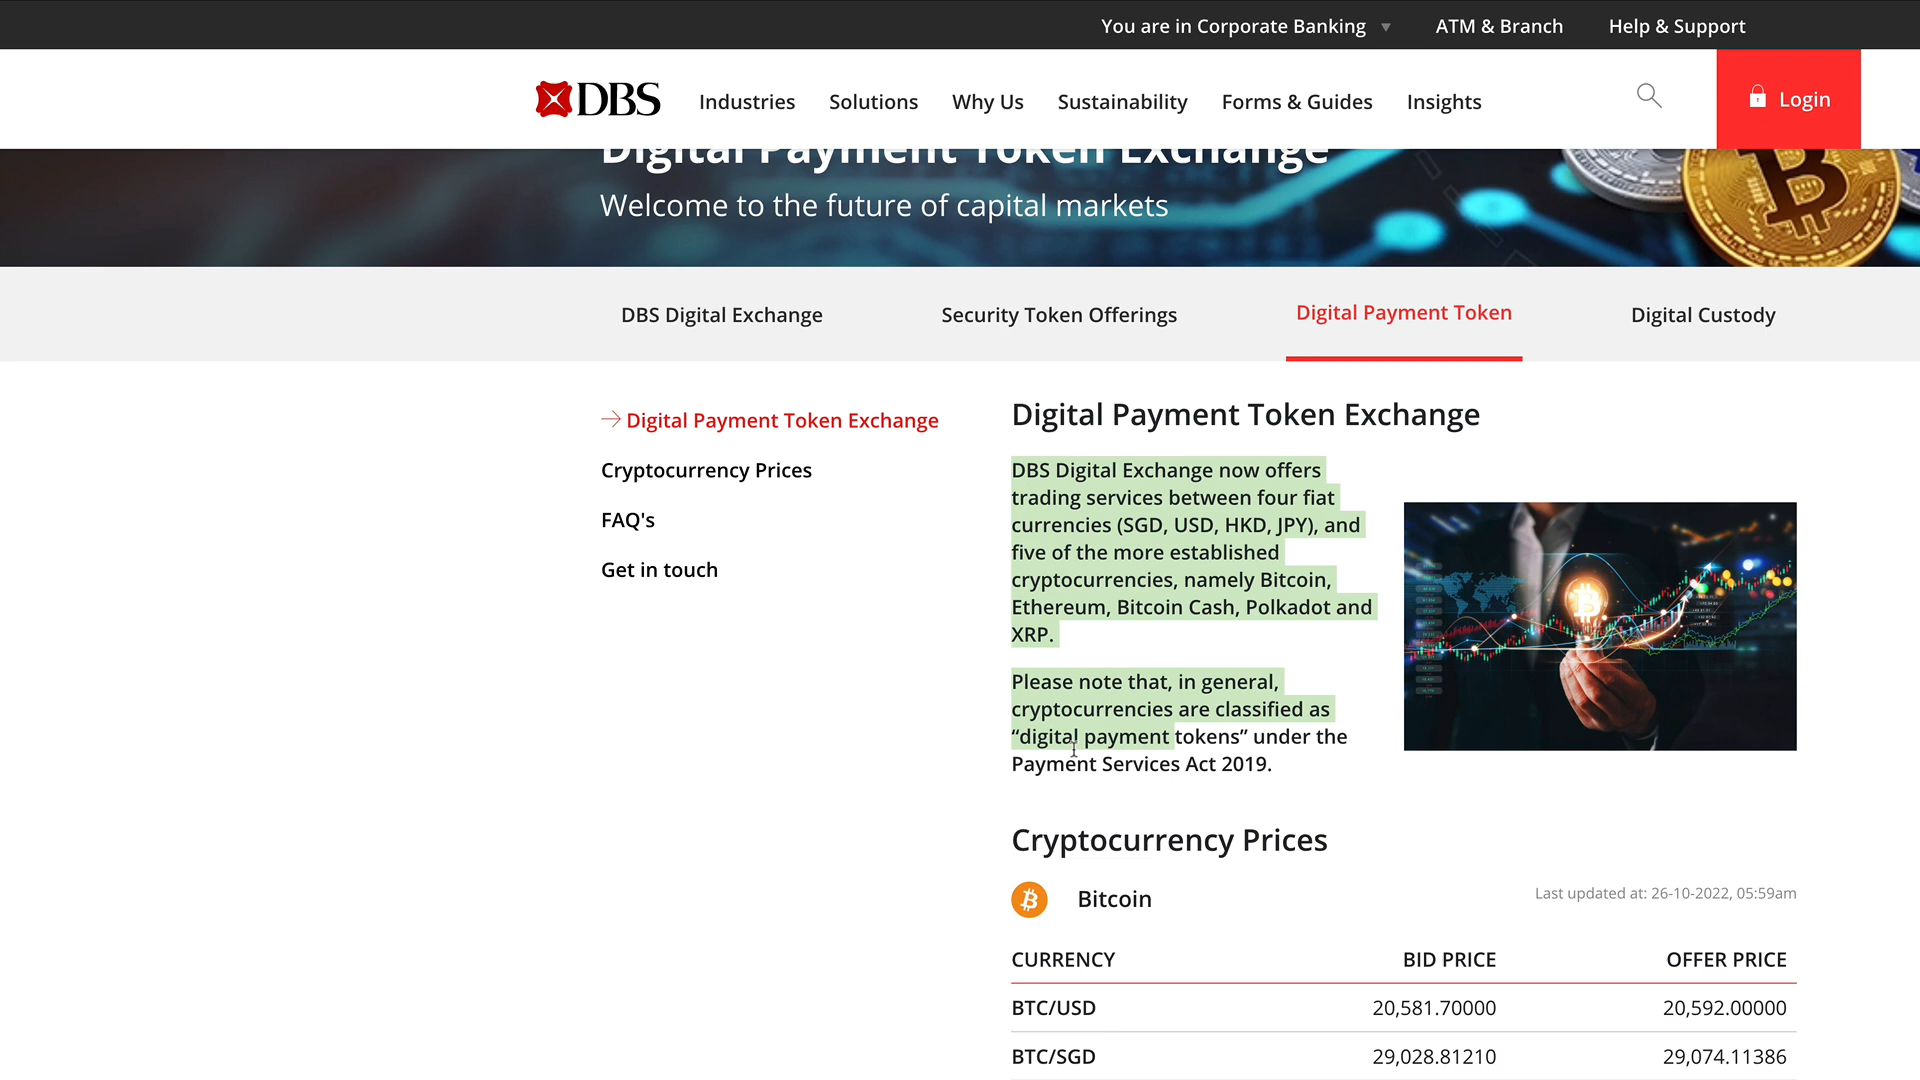 You are in Corporate Banking ▼ ATM & Branch Help & Support
DBS Industries Solutions Why Us Sustainability Forms & Guides Insights Login
Digital Payment Token Exchange
Welcome to the future of capital markets
DBS Digital Exchange Security Token Offerings Digital Payment Token Digital Custody
→ Digital Payment Token Exchange
Cryptocurrency Prices
FAQ's
Get in touch
Digital Payment Token Exchange
DBS Digital Exchange now offers
trading services between four fiat
currencies (SGD, USD, HKD, JPY), and
five of the more established
cryptocurrencies, namely Bitcoin,
Ethereum, Bitcoin Cash, Polkadot and
XRP.
Please note that, in general,
cryptocurrencies are classified as
“digital payment tokens” under the
Payment Services Act 2019.
Cryptocurrency Prices
Bitcoin Last updated at: 26-10-2022, 05:59am
CURRENCY BID PRICE OFFER PRICE
BTC/USD 20,581.70000 20,592.00000
BTC/SGD 29,028.81210 29,074.11386